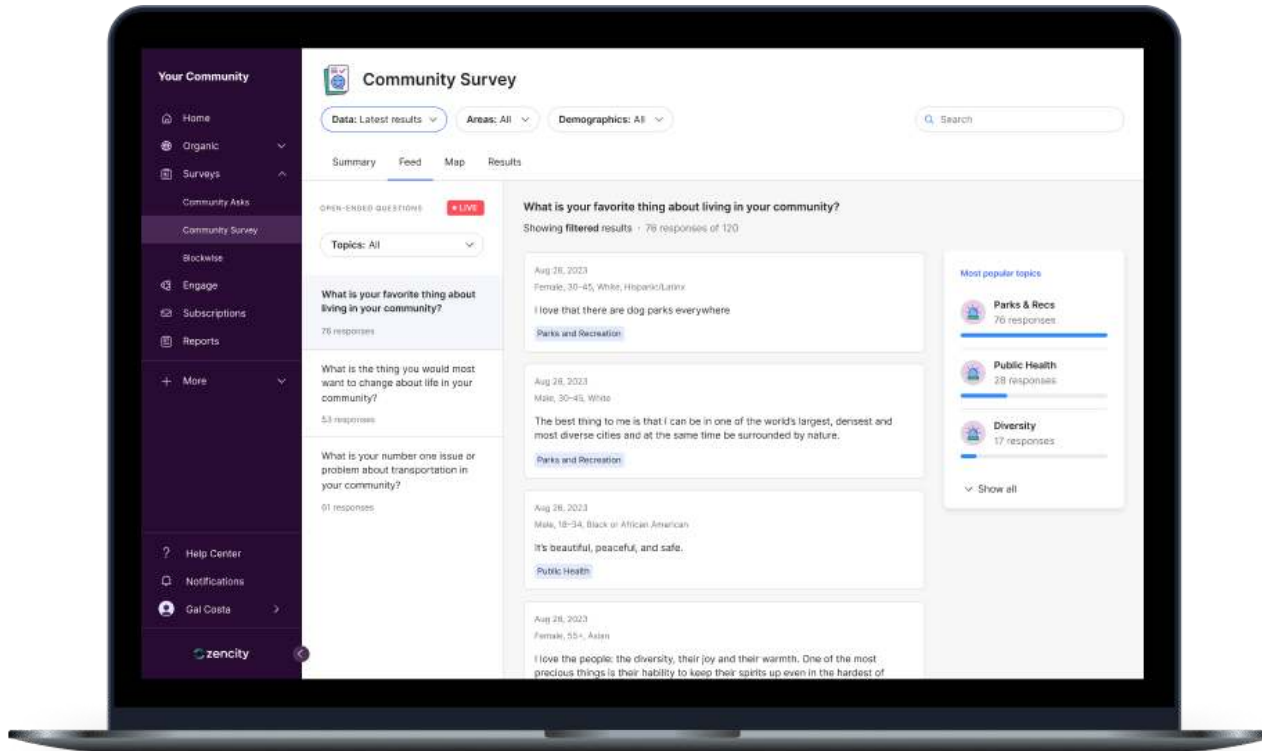 Your Community
Home
Organic
Surveys
Community Asks
Community Survey
Blockwise
Engage
Subscriptions
Reports
More
? Help Center
Notifications
Gal Costa
zencity
Community Survey
Data: Latest results
Areas: All
Demographics: All
Search
Summary
Feed
Map
Results
OPEN-ENDED QUESTIONS
LIVE
Topics: All
What is your favorite thing about
living in your community?
76 responses
What is the thing you would most
want to change about life in your
community?
53 responses
What is your number one issue or
problem about transportation in
your community?
61 responses
What is your favorite thing about living in your community?
Showing filtered results · 76 responses of 120
Aug 28, 2023
Female, 30-45, White, Hispanic/Latinx
I love that there are dog parks everywhere
Parks and Recreation
Aug 28, 2023
Male, 30-45, White
The best thing to me is that I can be in one of the world's largest, densest and
most diverse cities and at the same time be surrounded by nature.
Parks and Recreation
Aug 28, 2023
Male, 18-34, Black or African American
It's beautiful, peaceful, and safe.
Public Health
Aug 28, 2023
Female, 55+, Asian
I love the people: the diversity, their joy and their warmth. One of the most
precious things is their hability to keep their spirits up even in the hardest of
Most popular topics
Parks & Recs
76 responses
Public Health
28 responses
Diversity
17 responses
Show all